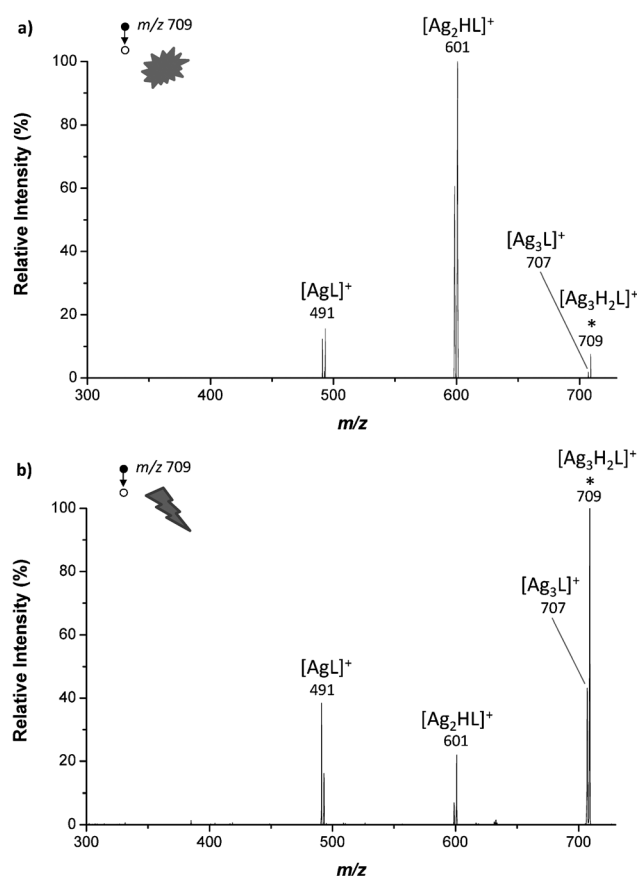 a)
m/z 709
[Ag₂HL]⁺
601
[Ag₃L]⁺
707
[Ag₃H₂L]⁺
*
709
[AgL]⁺
491
Relative Intensity (%)
100
80
60
40
20
0
300 400 500 600 700
m/z
b)
m/z 709
[Ag₃H₂L]⁺
*
709
[Ag₃L]⁺
707
[AgL]⁺
491
[Ag₂HL]⁺
601
Relative Intensity (%)
100
80
60
40
20
0
300 400 500 600 700
m/z